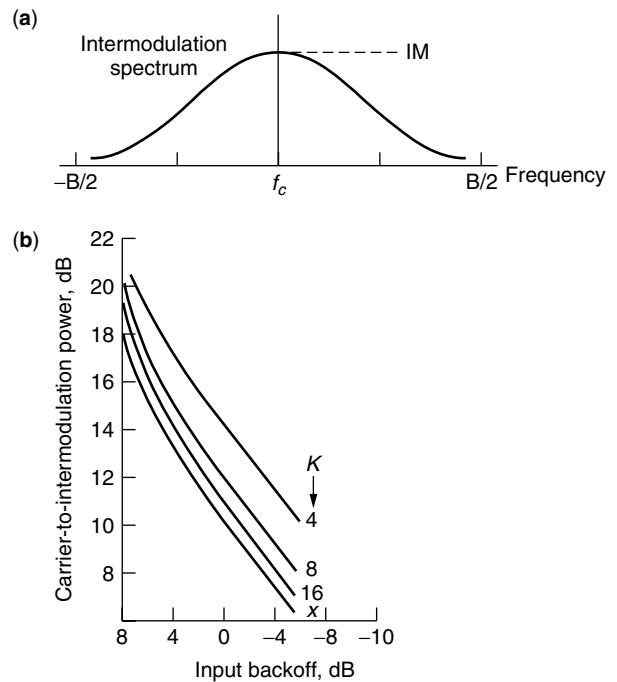 (a)
Intermodulation
spectrum
IM
–B/2
fc
B/2
Frequency
(b)
Carrier-to-intermodulation power, dB
22
20
18
16
14
12
10
8
K
4
8
16
x
8
4
0
–4
–8
–10
Input backoff, dB